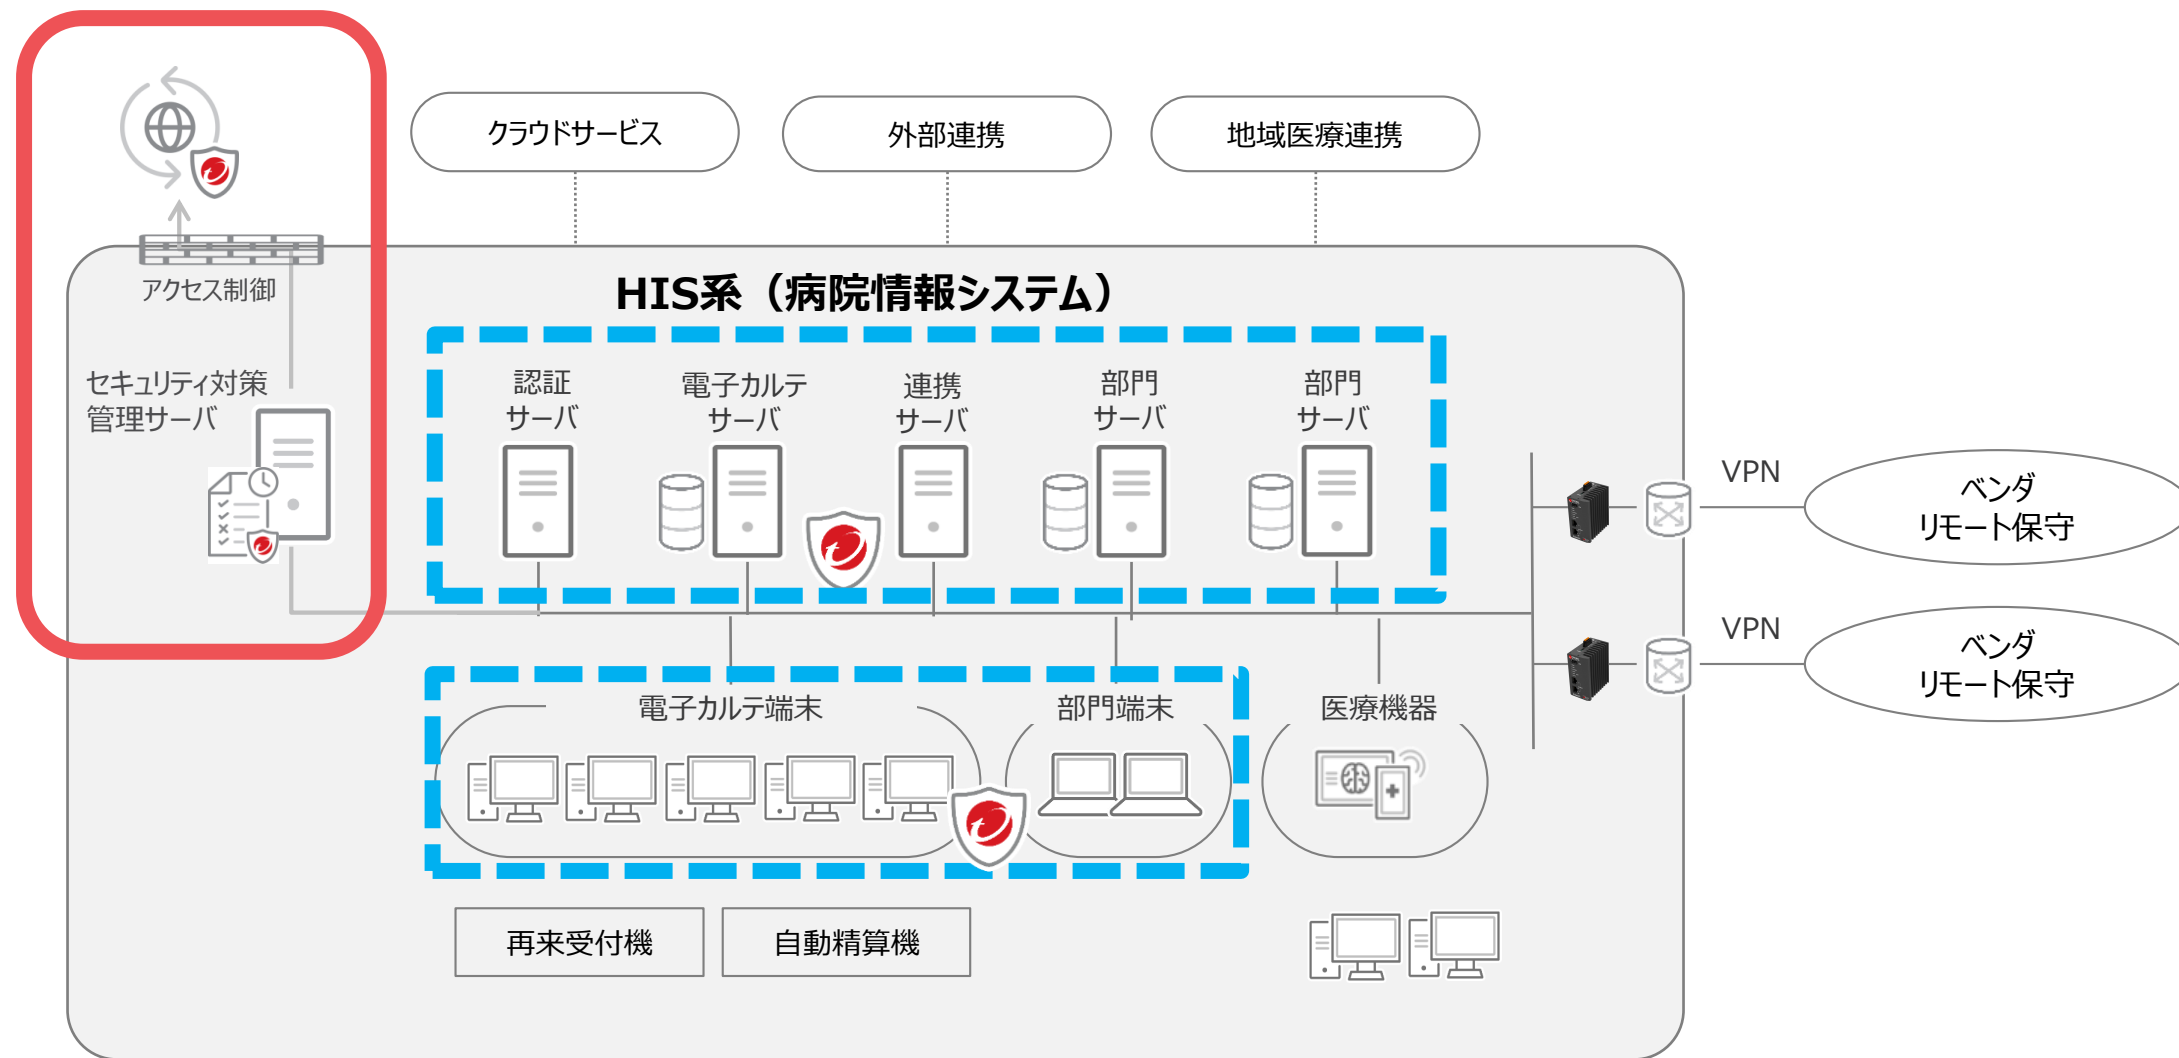 クラウドサービス
外部連携
地域医療連携
アクセス制御
HIS系（病院情報システム）
セキュリティ対策
管理サーバ
認証
サーバ
電子カルテ
サーバ
連携
サーバ
部門
サーバ
部門
サーバ
VPN
ベンダ
リモート保守
VPN
ベンダ
リモート保守
電子カルテ端末
部門端末
医療機器
再来受付機
自動精算機